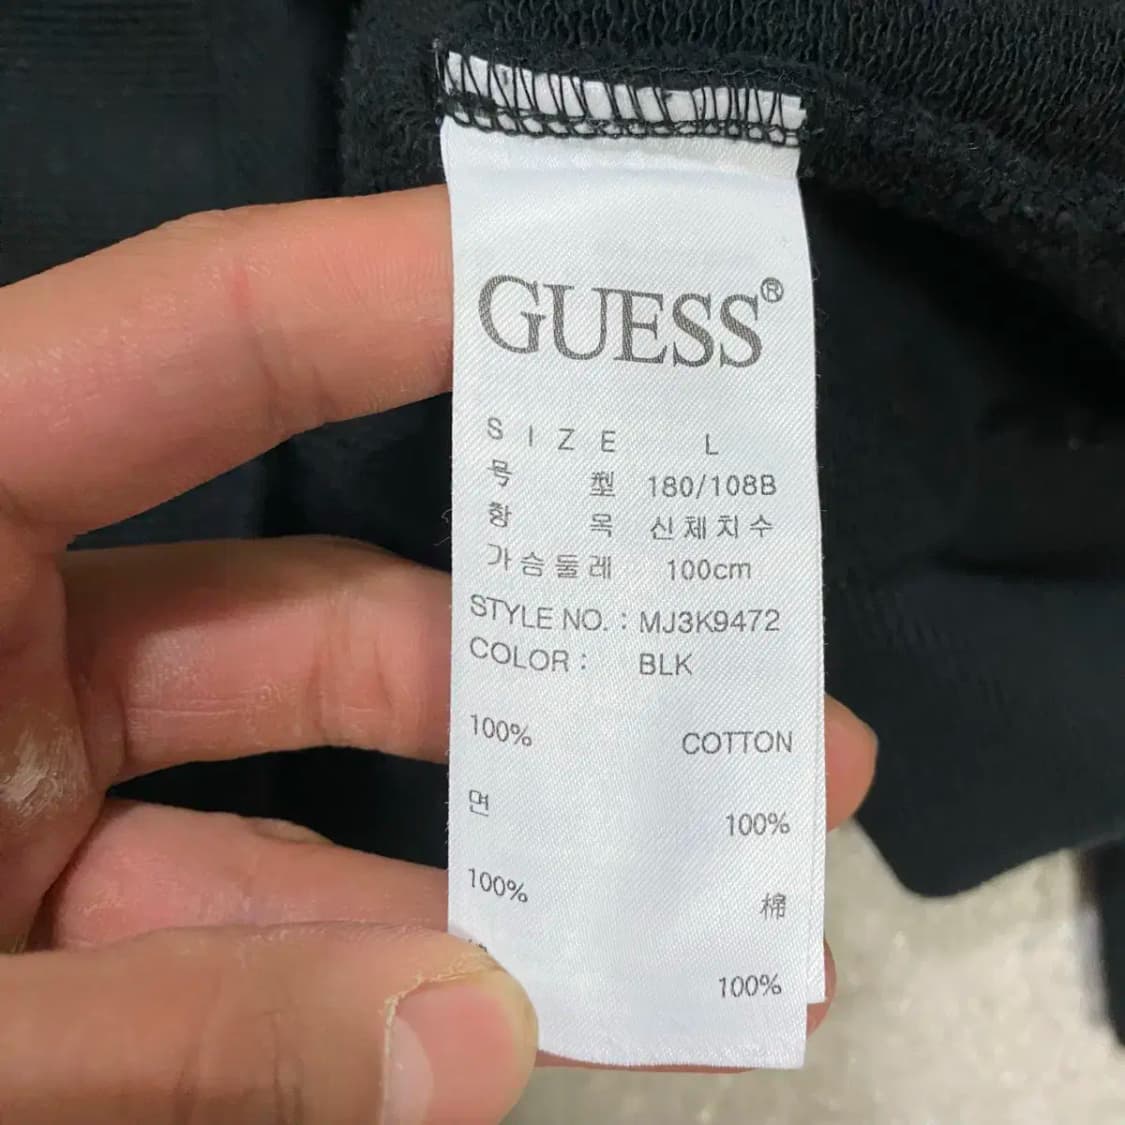 GUESS®
SIZE L
号型 180/108B
항목 신체치수
가슴둘레 100cm
STYLE NO. : MJ3K9472
COLOR : BLK
100% COTTON
면 100%
100% 棉
100%